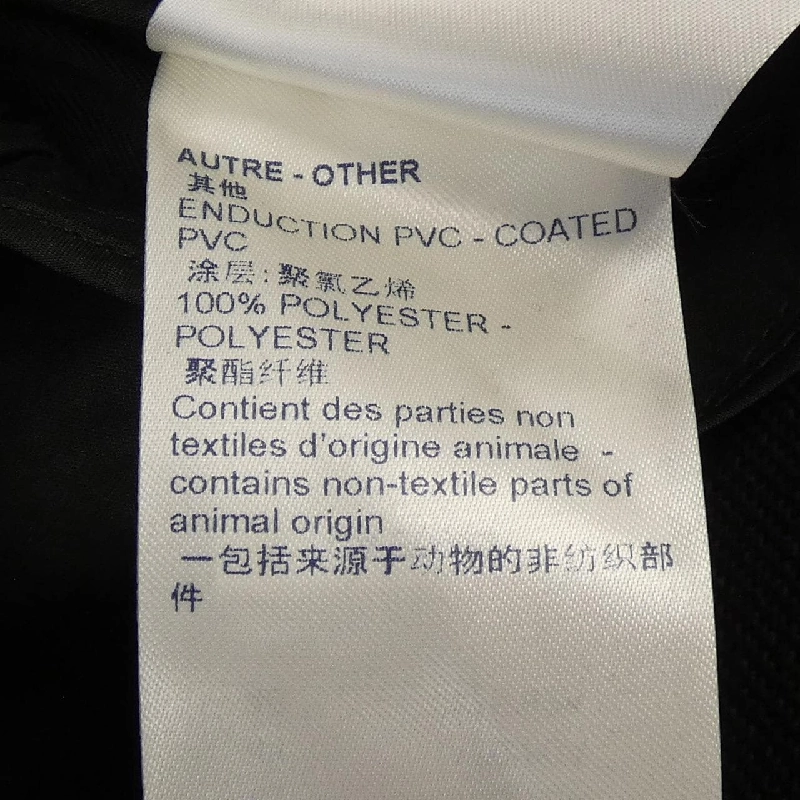 AUTRE - OTHER
其他
ENDUCTION PVC - COATED
PVC
涂层:聚氯乙烯
100% POLYESTER -
POLYESTER
聚酯纤维
Contient des parties non
textiles d'origine animale -
contains non-textile parts of
animal origin
一包括来源于动物的非纺织部
件